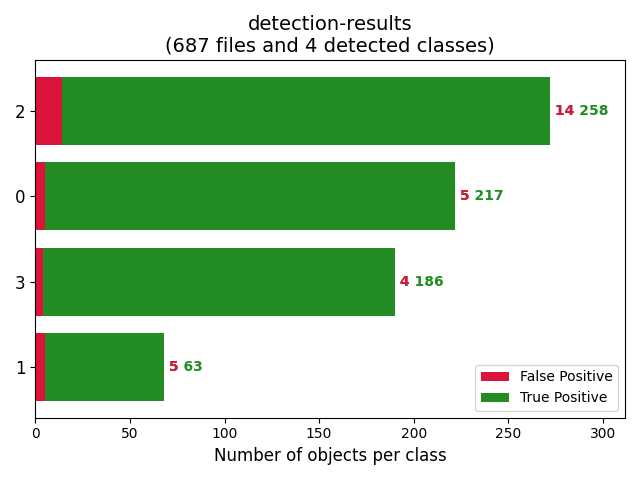 detection-results
(687 files and 4 detected classes)
2
14 258
0
5 217
3
4 186
1
5 63
False Positive
True Positive
0 50 100 150 200 250 300
Number of objects per class